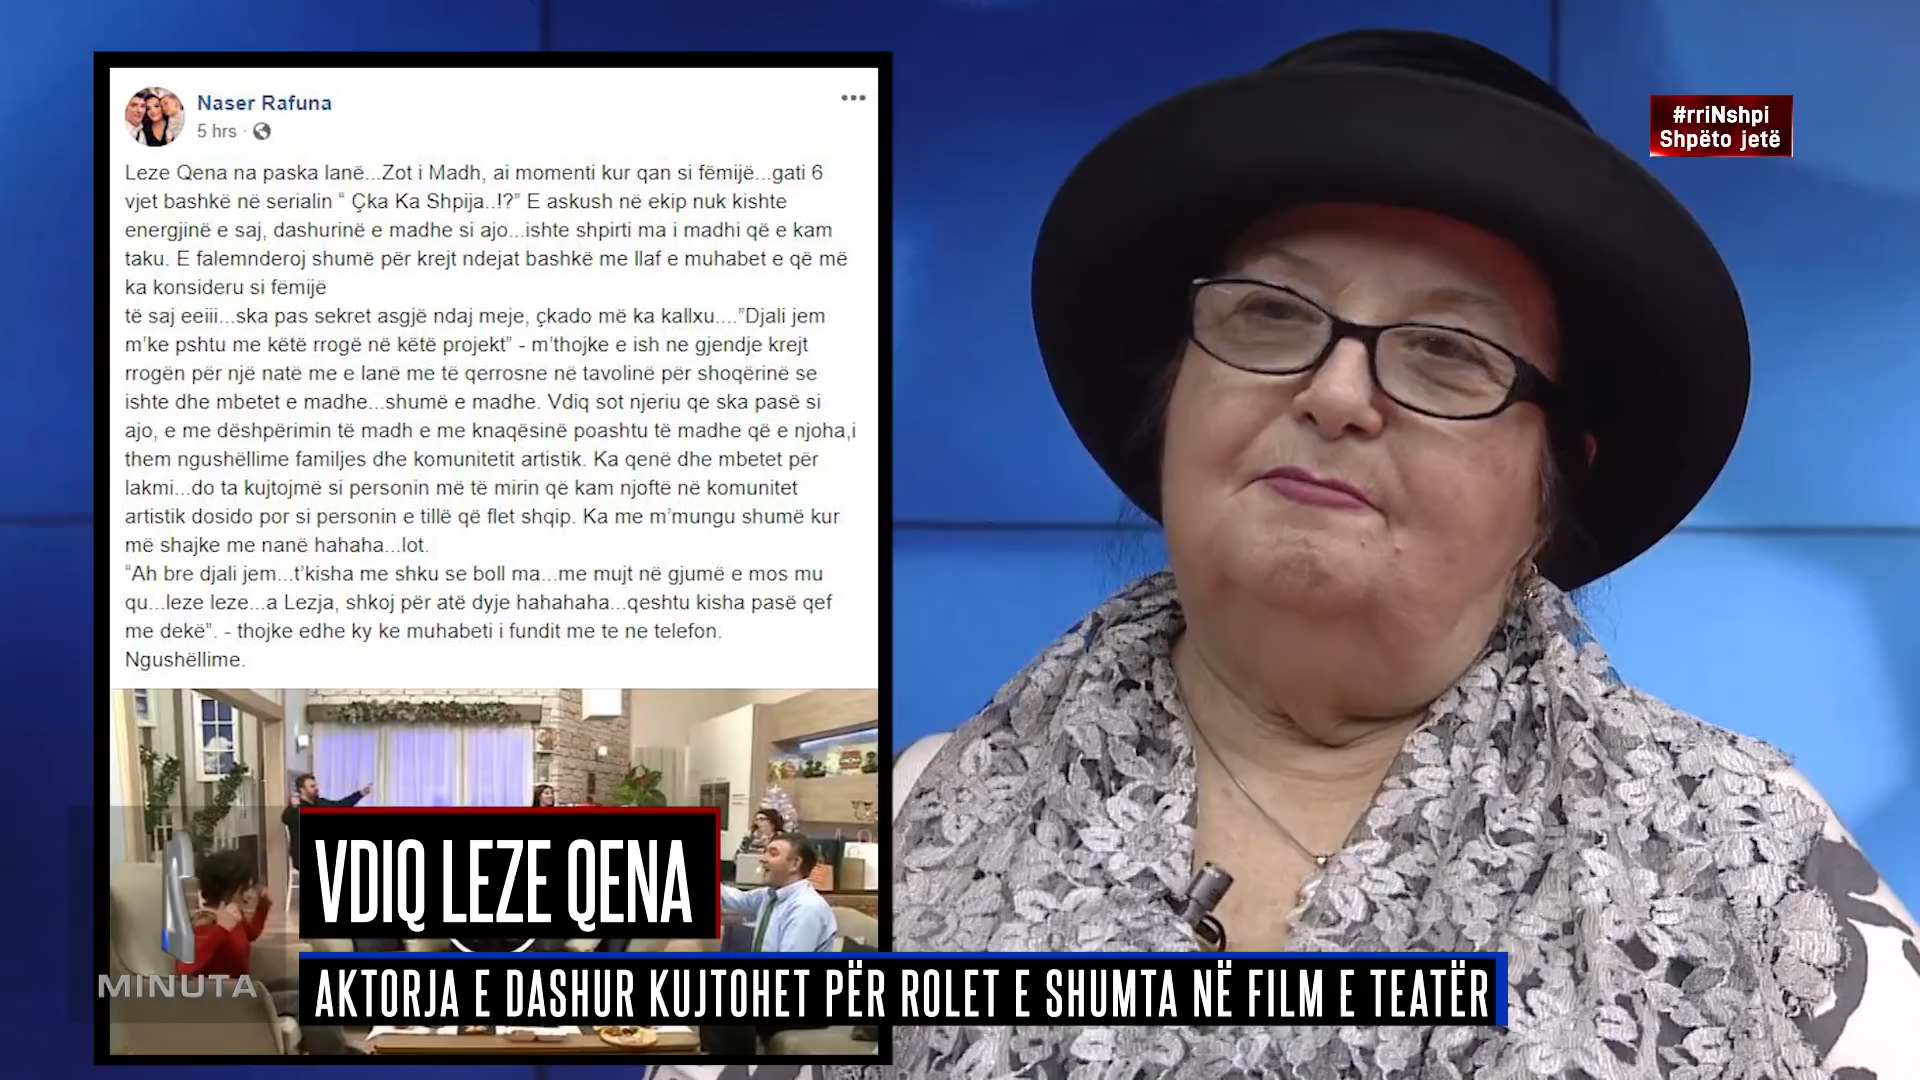 Naser Rafuna
5 hrs ·
Leze Qena na paska lanë...Zot i Madh, ai momenti kur qan si fëmijë...gati 6
vjet bashkë në serialin “ Çka Ka Shpija..!?” E askush në ekip nuk kishte
energjinë e saj, dashurinë e madhe si ajo...ishte shpirti ma i madhi që e kam
taku. E falemnderoj shumë për krejt ndejat bashkë me llaf e muhabet e që më
ka konsideru si fëmijë
të saj eeiii...ska pas sekret asgjë ndaj meje, çkado më ka kallxu....”Djali jem
m’ke pshtu me këtë rrogë në këtë projekt” - m’thojke e ish ne gjendje krejt
rrogën për një natë me e lanë me të qerrosne në tavolinë për shoqërinë se
ishte dhe mbetet e madhe...shumë e madhe. Vdiq sot njeriu qe ska pasë si
ajo, e me dëshpërimin të madh e me knaqësinë poashtu të madhe që e njoha,i
them ngushëllime familjes dhe komunitetit artistik. Ka qenë dhe mbetet për
lakmi...do ta kujtojmë si personin më të mirin që kam njoftë në komunitet
artistik dosido por si personin e tillë që flet shqip. Ka me m’mungu shumë kur
më shajke me nanë hahaha...lot.
“Ah bre djali jem...t’kisha me shku se boll ma...me mujt në gjumë e mos mu
qu...leze leze...a Lezja, shkoj për atë dyje hahahaha...qeshtu kisha pasë qef
me dekë”. - thojke edhe ky ke muhabeti i fundit me te ne telefon.
Ngushëllime.
#rriNshpi
Shpëto jetë
6
MINUTA
VDIQ LEZE QENA
AKTORJA E DASHUR KUJTOHET PËR ROLET E SHUMTA NË FILM E TEATËR